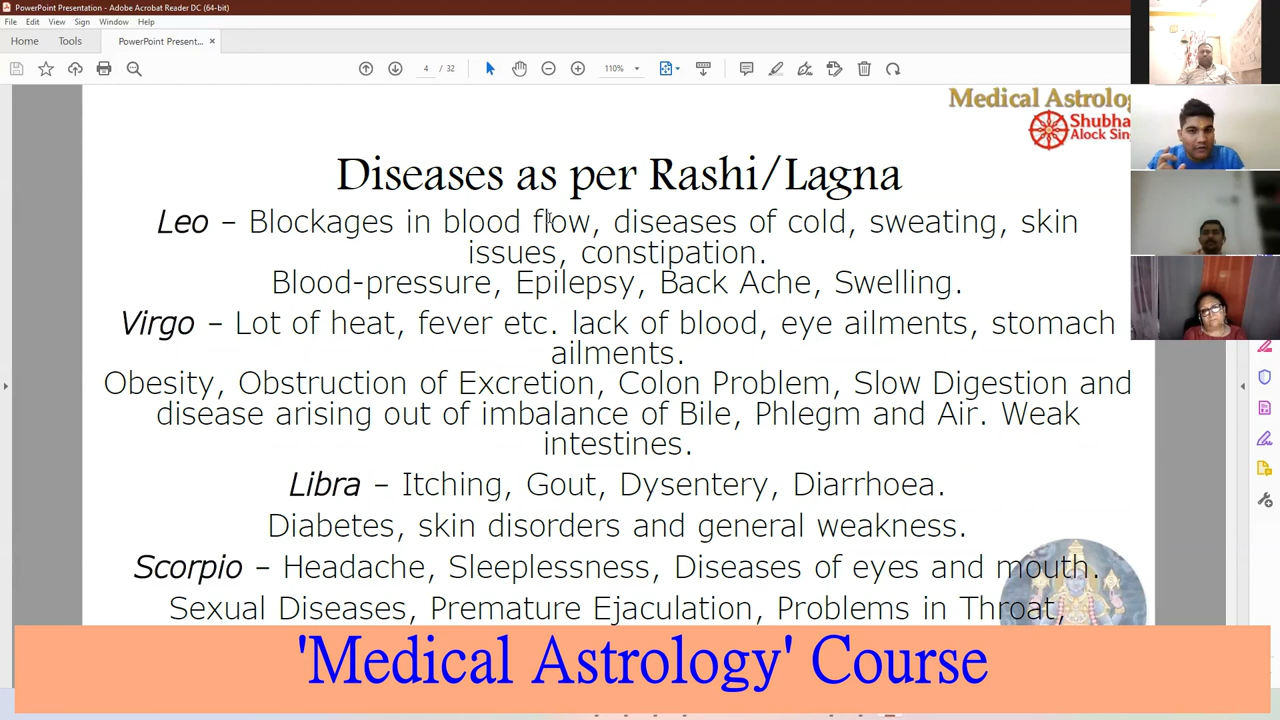 PowerPoint Presentation - Adobe Acrobat Reader DC (64-bit)
File Edit View Sign Window Help
Home Tools PowerPoint Present... ×
4 / 32 110%
Medical Astrolo
Shubha
Alock Sin
Diseases as per Rashi/Lagna
Leo – Blockages in blood flow, diseases of cold, sweating, skin
issues, constipation.
Blood-pressure, Epilepsy, Back Ache, Swelling.
Virgo – Lot of heat, fever etc. lack of blood, eye ailments, stomach
ailments.
Obesity, Obstruction of Excretion, Colon Problem, Slow Digestion and
disease arising out of imbalance of Bile, Phlegm and Air. Weak
intestines.
Libra – Itching, Gout, Dysentery, Diarrhoea.
Diabetes, skin disorders and general weakness.
Scorpio – Headache, Sleeplessness, Diseases of eyes and mouth.
Sexual Diseases, Premature Ejaculation, Problems in Throat
'Medical Astrology' Course